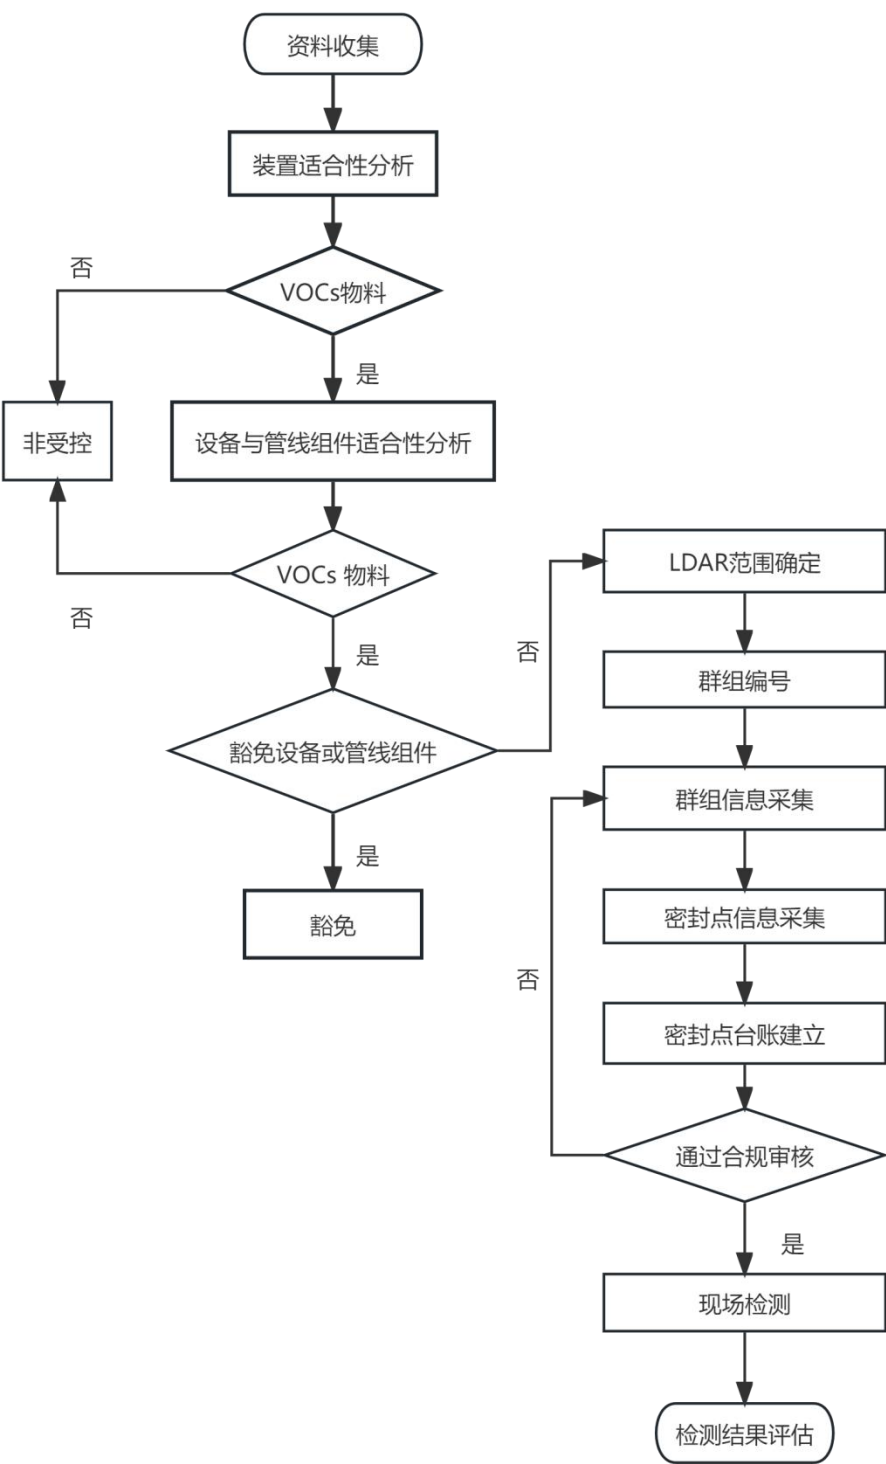 资料收集
装置适合性分析
否
VOCs物料
是
非受控
设备与管线组件适合性分析
VOCs 物料
否
是
豁免设备或管线组件
否
是
豁免
LDAR范围确定
群组编号
群组信息采集
密封点信息采集
否
密封点台账建立
通过合规审核
是
现场检测
检测结果评估